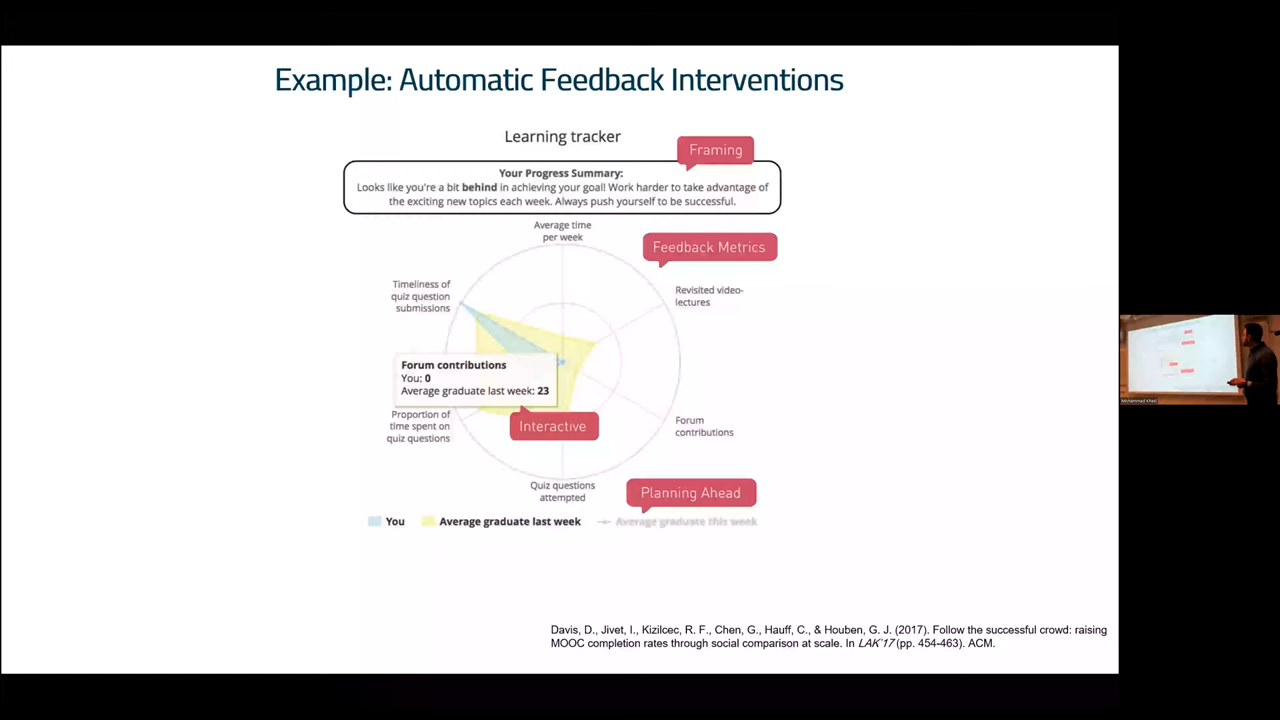 Example: Automatic Feedback Interventions
Learning tracker
Framing
Your Progress Summary:
Looks like you're a bit behind in achieving your goal! Work harder to take advantage of
the exciting new topics each week. Always push yourself to be successful.
Average time
per week
Feedback Metrics
Timeliness of
quiz question
submissions
Revisited video-
lectures
Forum contributions
You: 0
Average graduate last week: 23
Proportion of
time spent on
quiz questions
Interactive
Forum
contributions
Quiz questions
attempted
Planning Ahead
You
Average graduate last week
Average graduate this week
Davis, D., Jivet, I., Kizilcec, R. F., Chen, G., Hauff, C., & Houben, G. J. (2017). Follow the successful crowd: raising
MOOC completion rates through social comparison at scale. In LAK'17 (pp. 454-463). ACM.
Mohammad Khalil